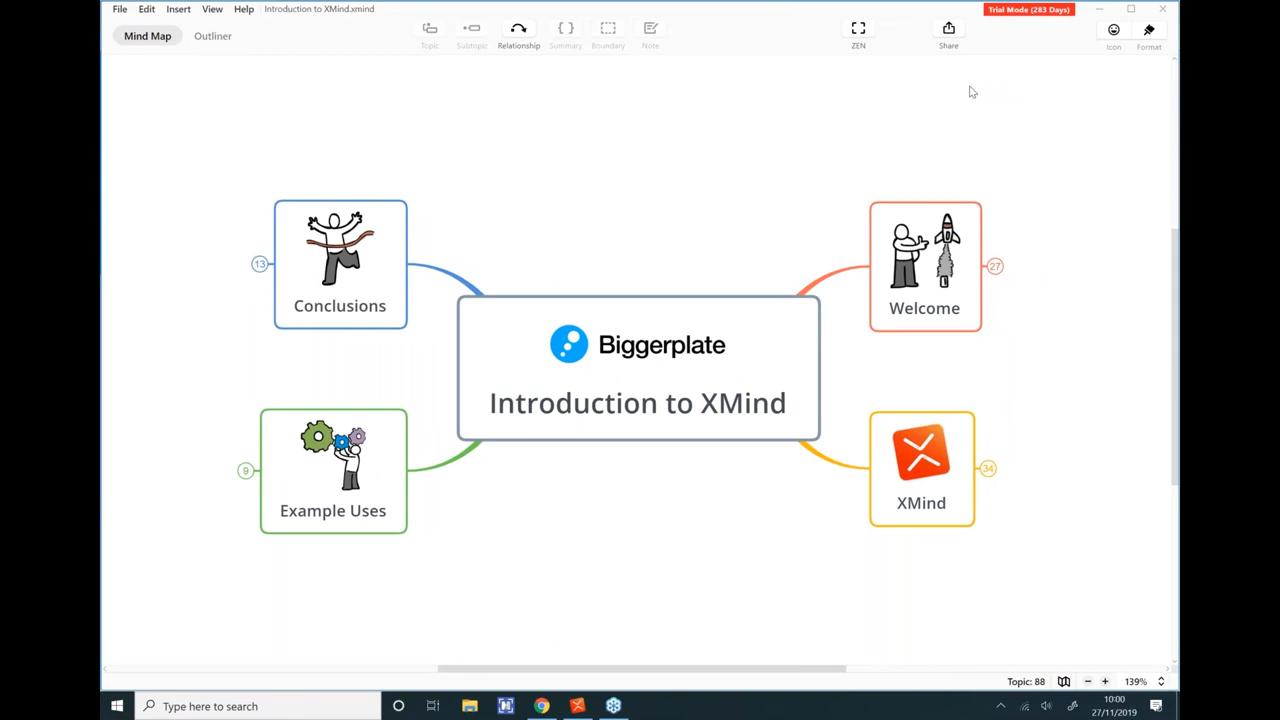 File Edit Insert View Help Introduction to XMind.xmind Trial Mode (283 Days)
Mind Map Outliner
Topic Subtopic Relationship Summary Boundary Note ZEN Share Icon Format
13
Conclusions
27
Welcome
Biggerplate
Introduction to XMind
9
Example Uses
34
XMind
Topic: 88 139%
Type here to search
10:00
27/11/2019